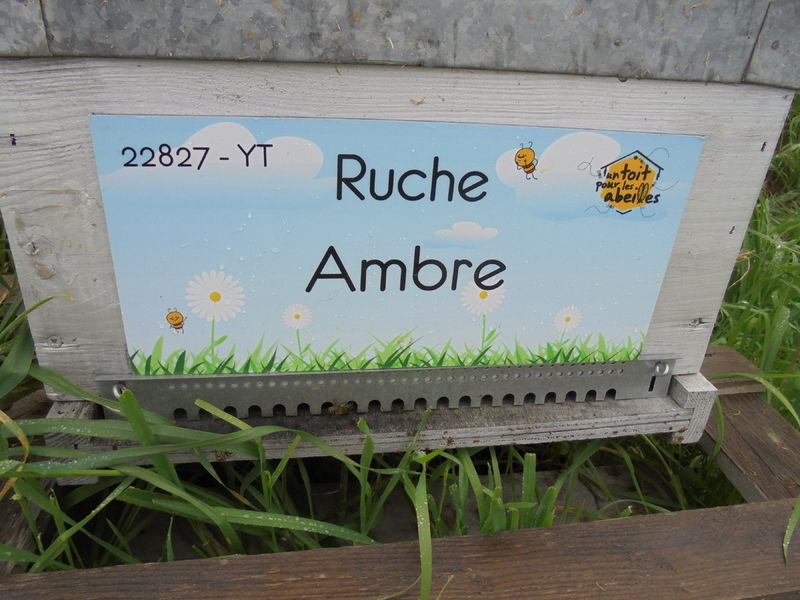 22827 - YT
Ruche
Ambre
un toit
pour les
abeilles